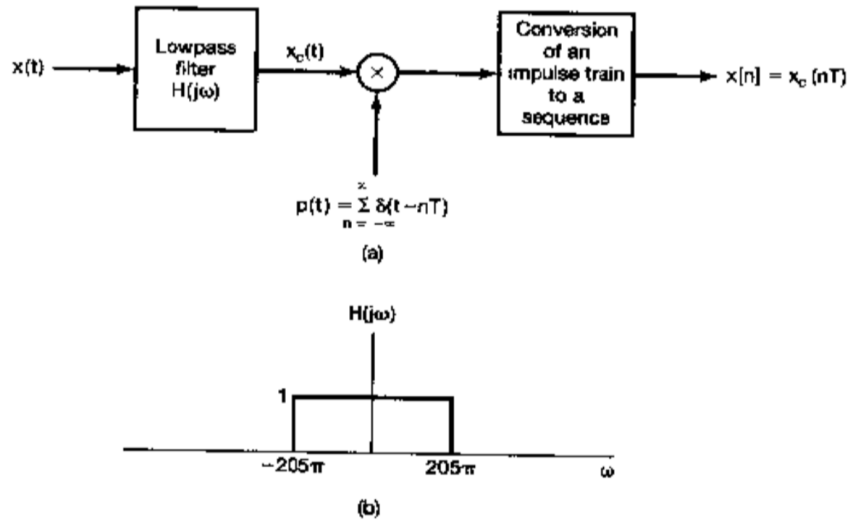 x(t)
Lowpass
filter
H(jω)
x_c(t)
×
Conversion
of an
impulse train
to a
sequence
x[n] = x_c (nT)
p(t) = Σ δ(t−nT)
n = −∞
(a)
H(jω)
1
−205π
205π
ω
(b)